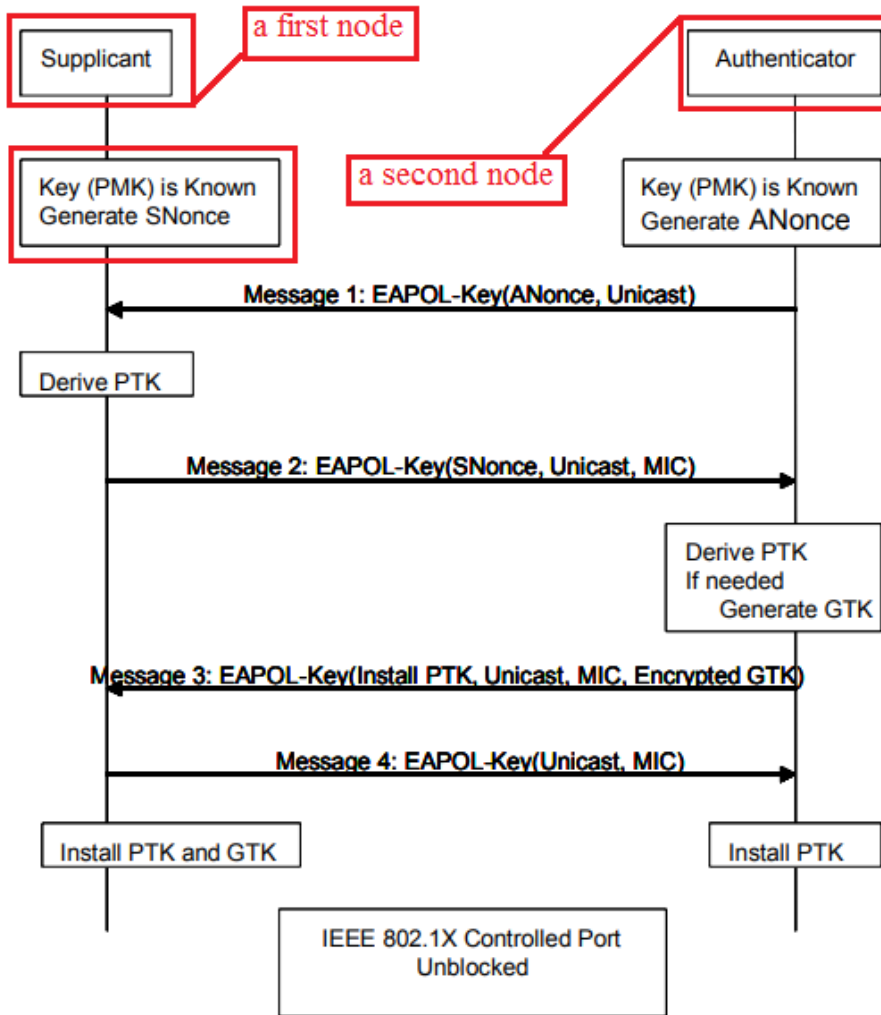 a first node
Supplicant
Authenticator
a second node
Key (PMK) is Known
Generate SNonce
Key (PMK) is Known
Generate ANonce
Message 1: EAPOL-Key(ANonce, Unicast)
Derive PTK
Message 2: EAPOL-Key(SNonce, Unicast, MIC)
Derive PTK
If needed
Generate GTK
Message 3: EAPOL-Key(Install PTK, Unicast, MIC, Encrypted GTK)
Message 4: EAPOL-Key(Unicast, MIC)
Install PTK and GTK
Install PTK
IEEE 802.1X Controlled Port
Unblocked